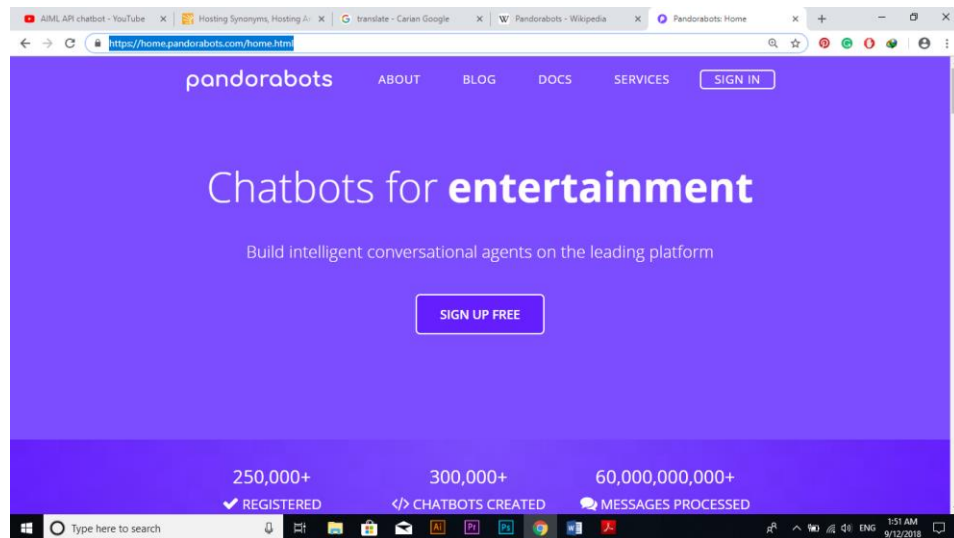 AIML API chatbot - YouTube
Hosting Synonyms, Hosting A
translate - Carian Google
Pandorabots - Wikipedia
Pandorabots: Home
https://home.pandorabots.com/home.html
pandorabots ABOUT BLOG DOCS SERVICES SIGN IN
Chatbots for entertainment
Build intelligent conversational agents on the leading platform
SIGN UP FREE
250,000+ 300,000+ 60,000,000,000+
REGISTERED </> CHATBOTS CREATED MESSAGES PROCESSED
Type here to search
Ai Pr Ps
ENG
1:51 AM
9/12/2018